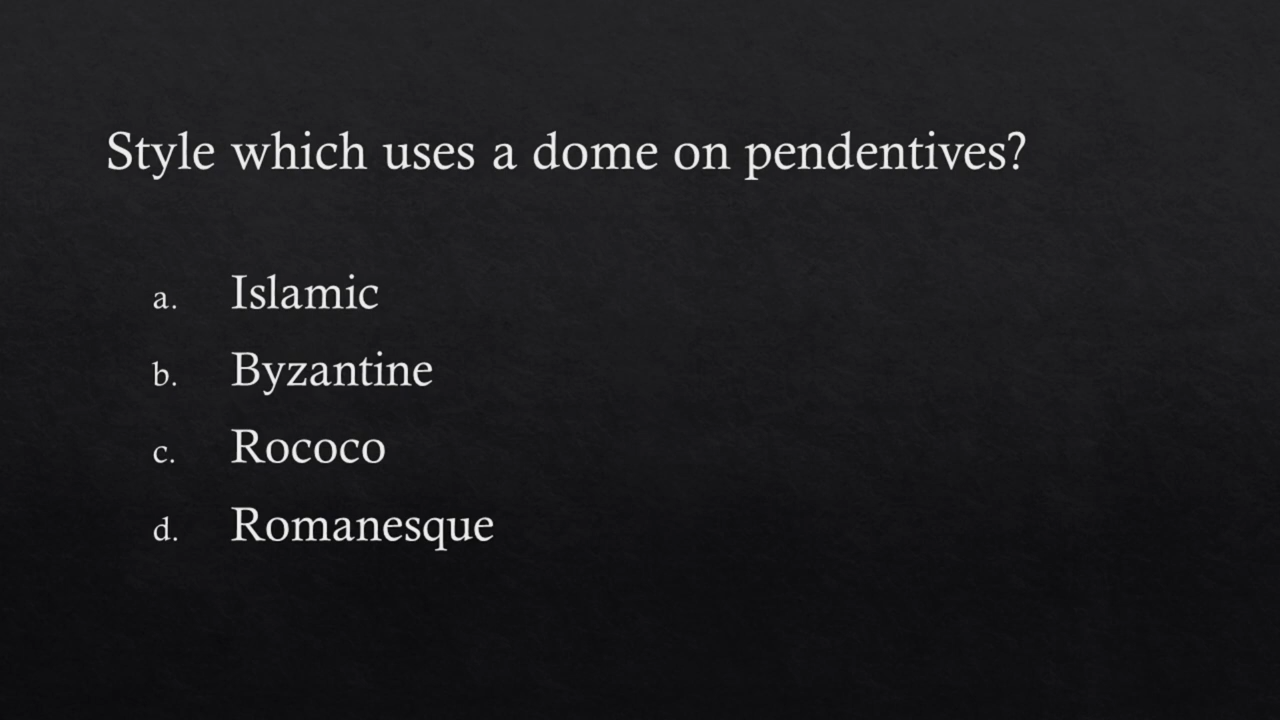 Style which uses a dome on pendentives?
a. Islamic
b. Byzantine
c. Rococo
d. Romanesque